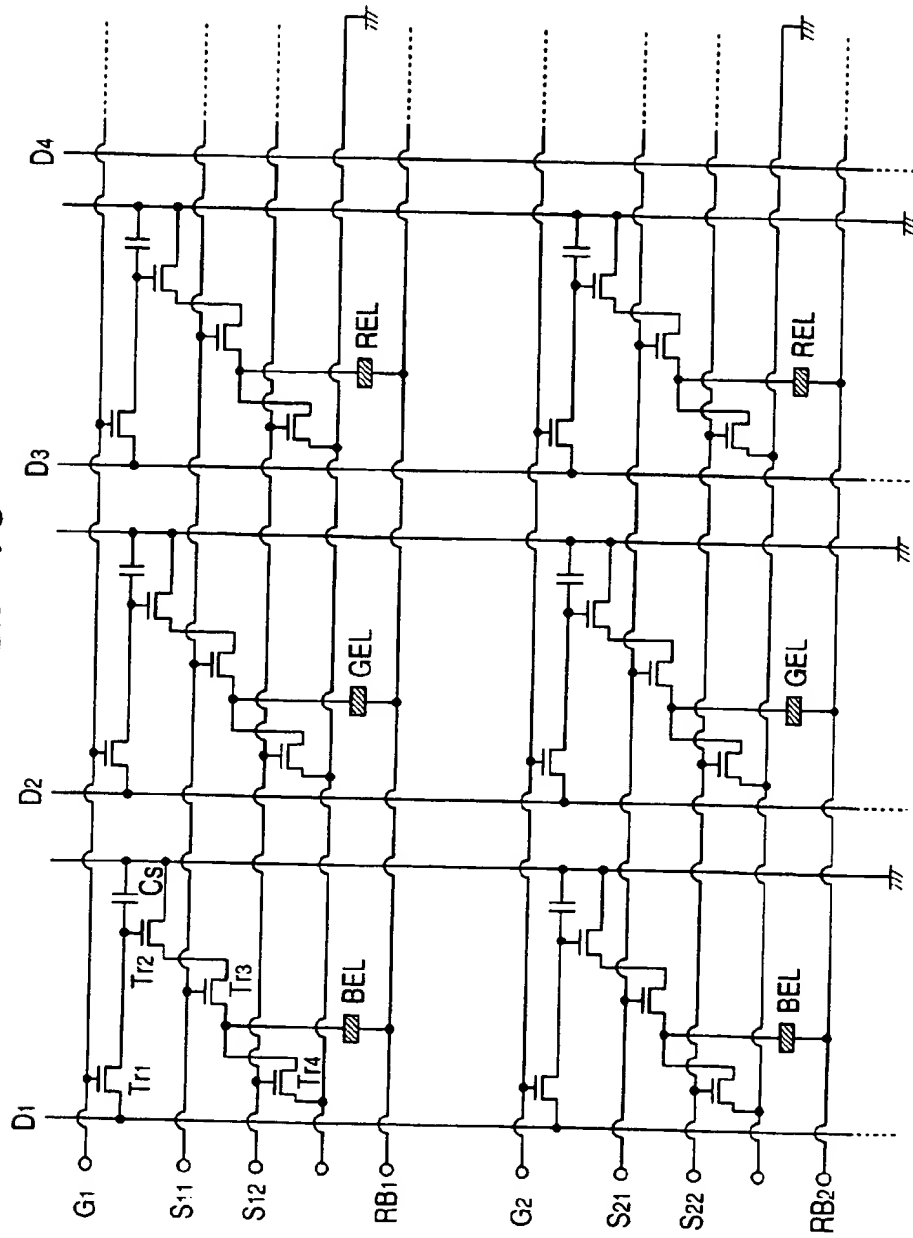 D1
D2
D3
D4
G1
Tr1
Tr2
Cs
S11
Tr3
S12
Tr4
BEL
GEL
REL
RB1
G2
S21
S22
BEL
GEL
REL
RB2